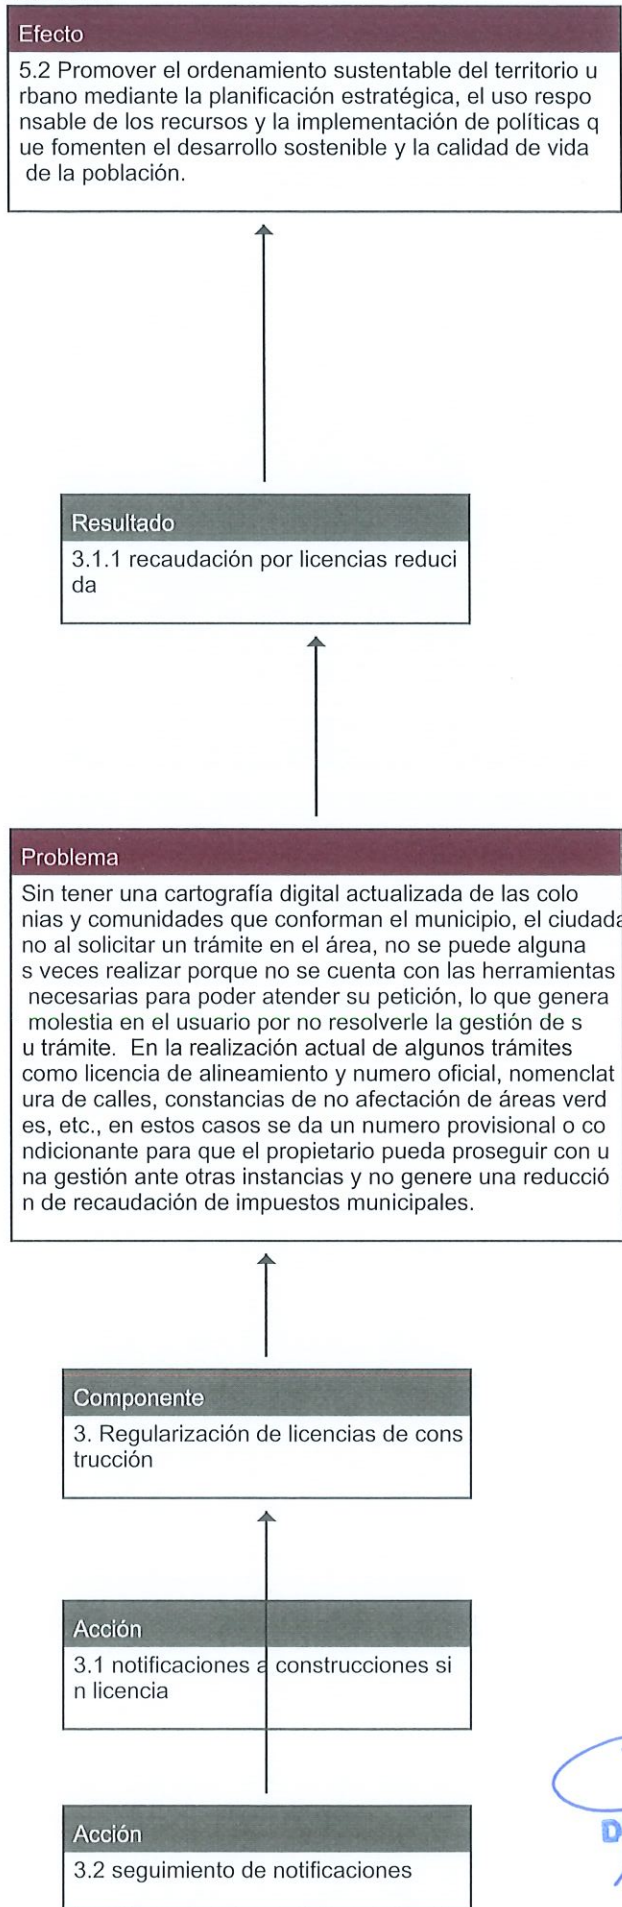 Efecto
5.2 Promover el ordenamiento sustentable del territorio u
rbano mediante la planificación estratégica, el uso respo
nsable de los recursos y la implementación de políticas q
ue fomenten el desarrollo sostenible y la calidad de vida
de la población.
Resultado
3.1.1 recaudación por licencias reduci
da
Problema
Sin tener una cartografía digital actualizada de las colo
nias y comunidades que conforman el municipio, el ciudada
no al solicitar un trámite en el área, no se puede alguna
s veces realizar porque no se cuenta con las herramientas
necesarias para poder atender su petición, lo que genera
molestia en el usuario por no resolverle la gestión de s
u trámite.  En la realización actual de algunos trámites
como licencia de alineamiento y numero oficial, nomenclat
ura de calles, constancias de no afectación de áreas verd
es, etc., en estos casos se da un numero provisional o co
ndicionante para que el propietario pueda proseguir con u
na gestión ante otras instancias y no genere una reducció
n de recaudación de impuestos municipales.
Componente
3. Regularización de licencias de cons
trucción
Acción
3.1 notificaciones a construcciones si
n licencia
Acción
3.2 seguimiento de notificaciones